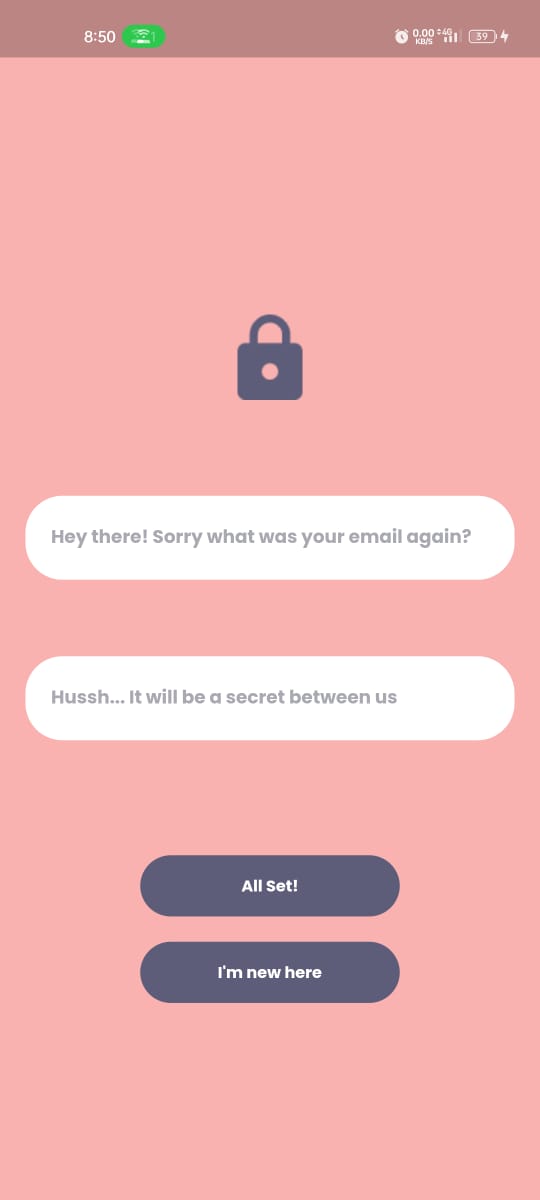 8:50
0.00 4G
KB/S
39
Hey there! Sorry what was your email again?
Hussh... It will be a secret between us
All Set!
I'm new here